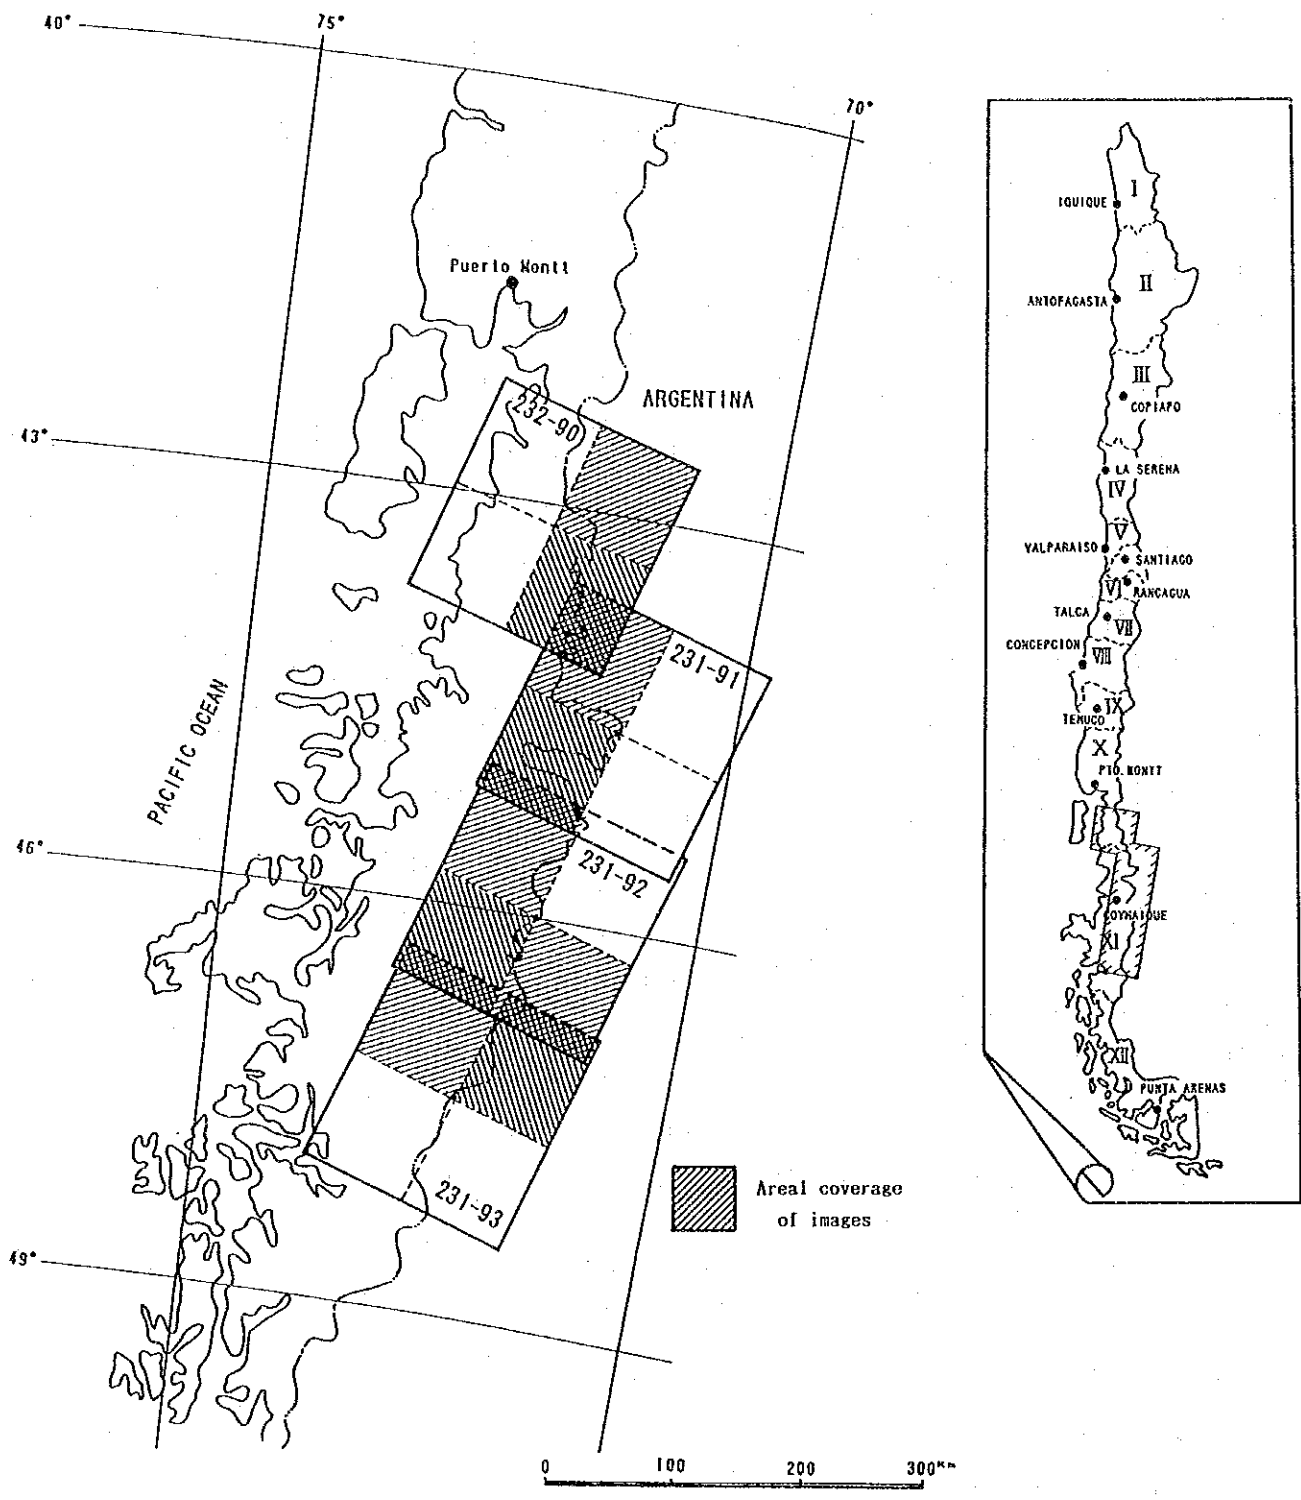 40°
75°
70°
Puerto Montt
ARGENTINA
232-90
43°
231-91
PACIFIC OCEAN
46°
231-92
231-93
49°
Areal coverage
of images
0 100 200 300Km
I
IQUIQUE
II
ANTOFAGASTA
III
COPIAPO
LA SERENA
IV
V
VALPARAISO
SANTIAGO
VI
RANCAGUA
TALCA
VII
CONCEPCION
VIII
IX
TEMUCO
X
PTO. MONTT
COYHAIQUE
XI
XII
PUNTA ARENAS